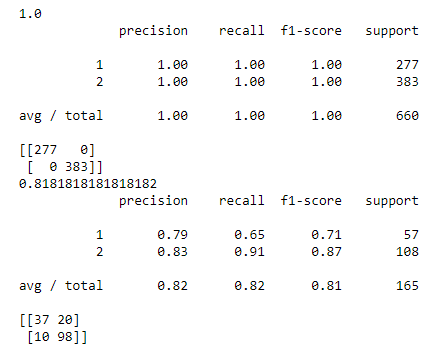 1.0
precision recall f1-score support
1 1.00 1.00 1.00 277
2 1.00 1.00 1.00 383
avg / total 1.00 1.00 1.00 660
[[277 0]
[ 0 383]]
0.8181818181818182
precision recall f1-score support
1 0.79 0.65 0.71 57
2 0.83 0.91 0.87 108
avg / total 0.82 0.82 0.81 165
[[37 20]
[10 98]]